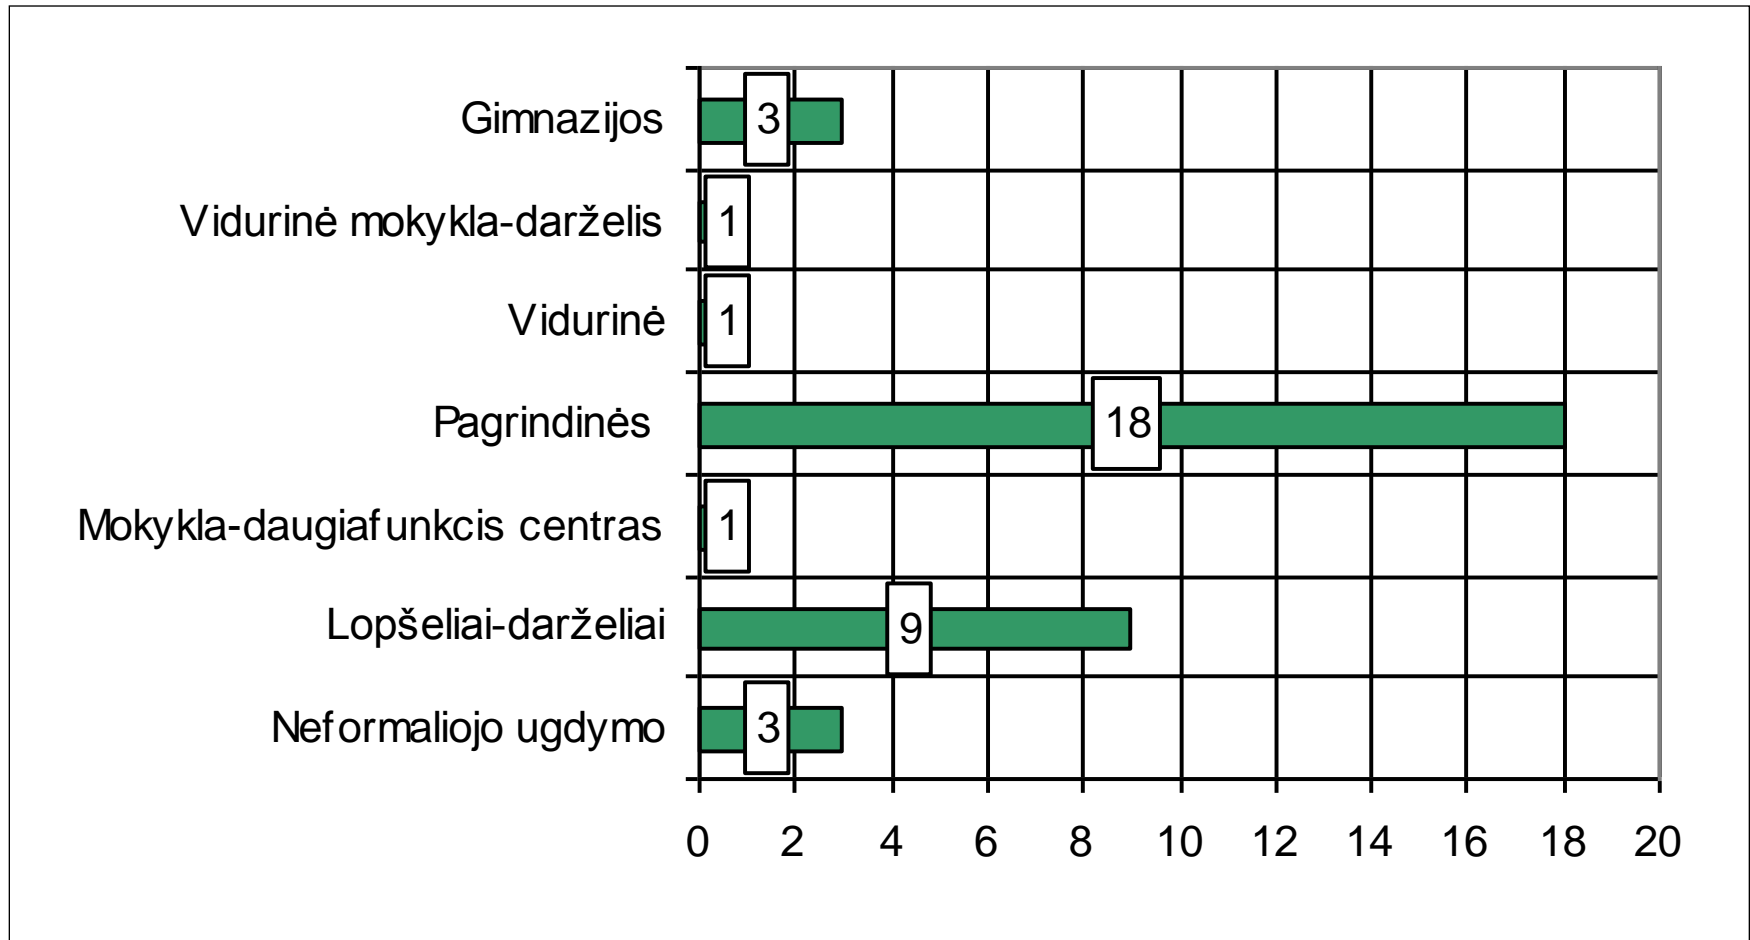 Gimnazijos 3
Vidurinė mokykla-darželis 1
Vidurinė 1
Pagrindinės 18
Mokykla-daugiafunkcis centras 1
Lopšeliai-darželiai 9
Neformaliojo ugdymo 3
0 2 4 6 8 10 12 14 16 18 20